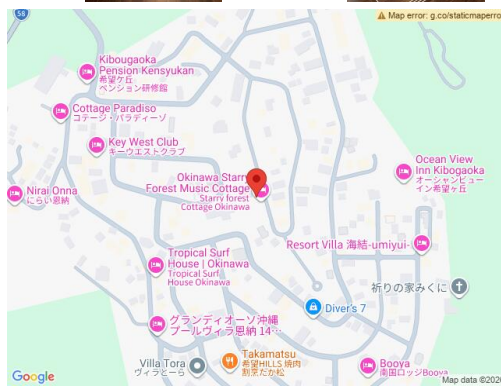 58
⚠ Map error: g.co/staticmaperro
Kibougaoka
Pension Kensyukan
希望ケ丘
ペンション研修館
Cottage Paradiso
コテージ・パラディーソ
Key West Club
キーウエストクラブ
Okinawa Starry
Forest Music Cottage
Starry forest
Cottage Okinawa
Ocean View
Inn Kibogaoka
オーシャンビュー
イン希望ヶ丘
Nirai Onna
にらい恩納
Resort Villa 海結-umiyui-
Tropical Surf
House | Okinawa
Tropical Surf
House Okinawa
祈りの家みくに
Diver's 7
グランディオーソ沖縄
プールヴィラ恩納 14…
Takamatsu
希望HILLS 焼肉
割烹たか松
Villa Tora
ヴィラとーら
Booya
南国ロッジBooya
Google
Map data ©2026